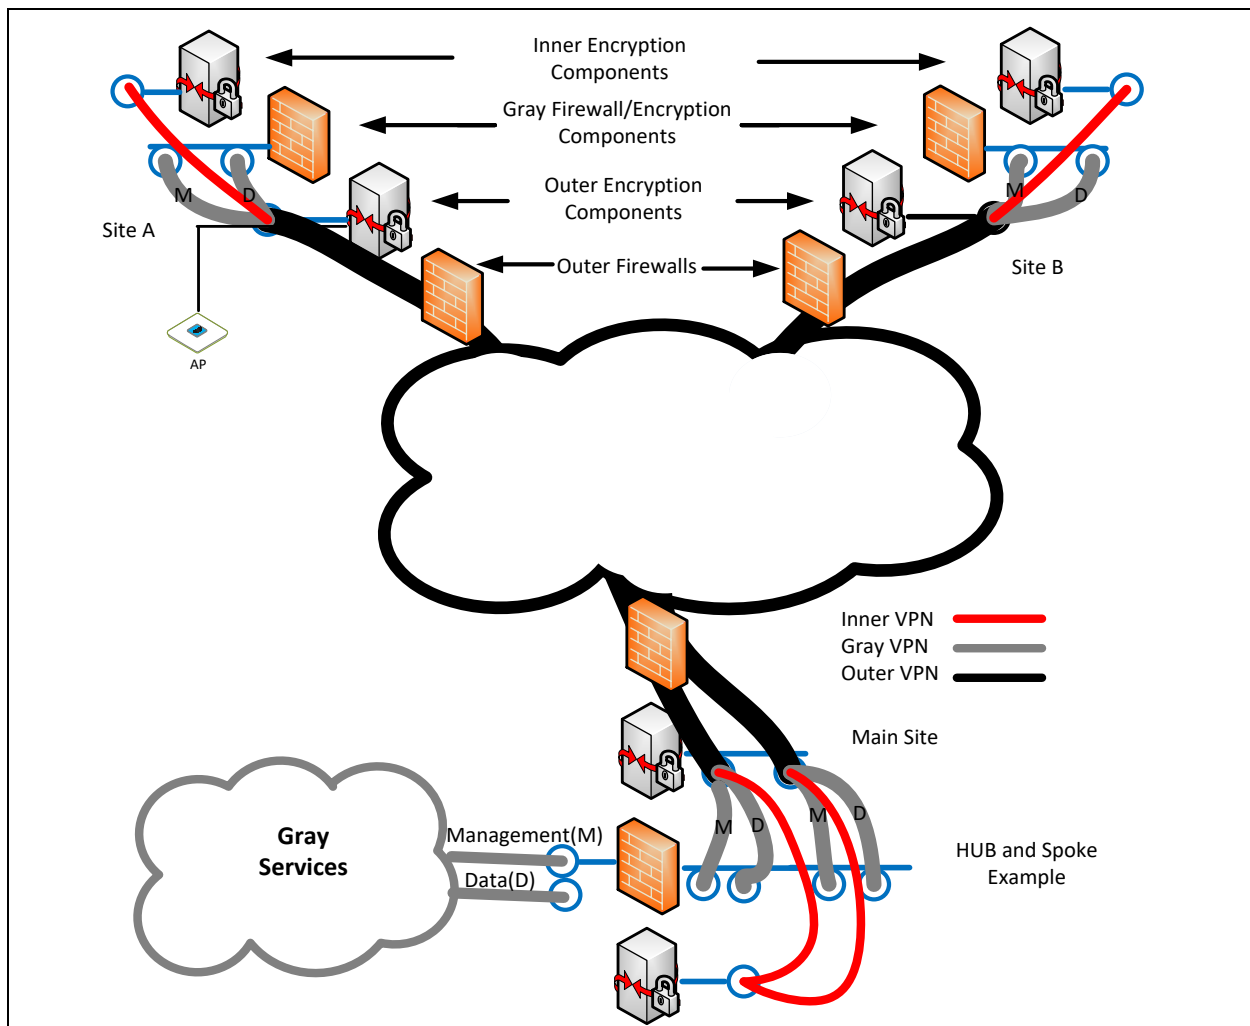 Inner Encryption
Components
Gray Firewall/Encryption
Components
M
D
M
D
Outer Encryption
Components
Site A
Outer Firewalls
Site B
AP
Inner VPN
Gray VPN
Outer VPN
Main Site
M
D
M
D
Gray
Services
Management(M)
Data(D)
HUB and Spoke
Example